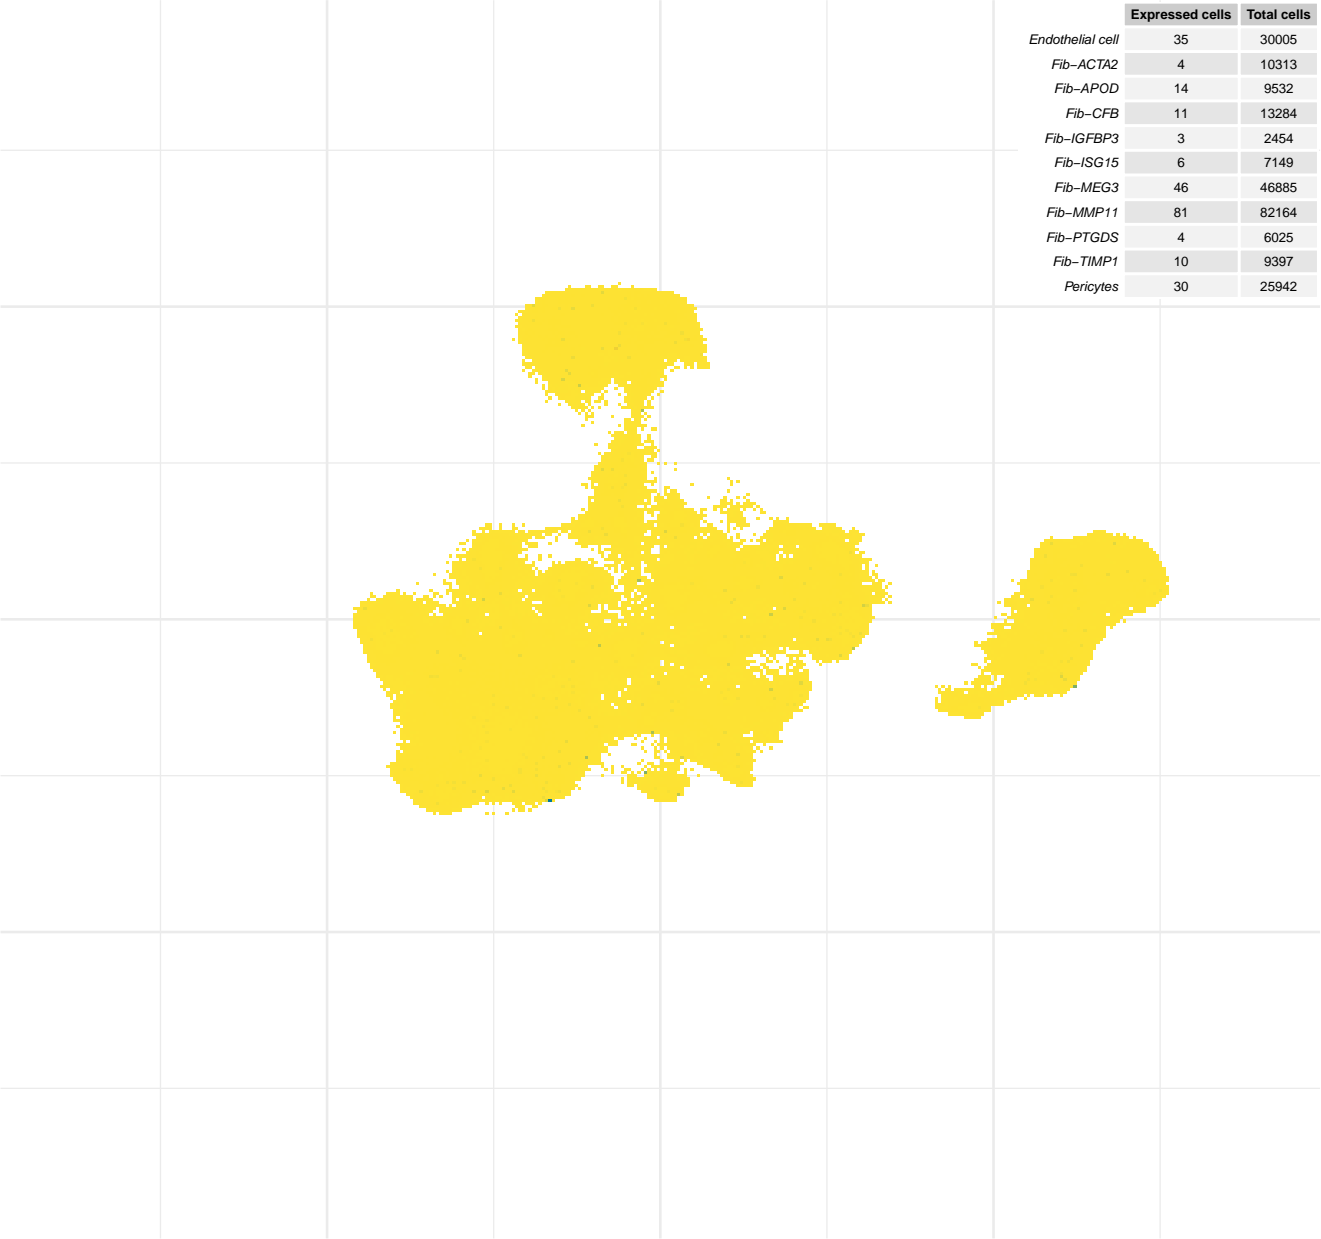 Expressed cells Total cells
Endothelial cell 35 30005
Fib−ACTA2 4 10313
Fib−APOD 14 9532
Fib−CFB 11 13284
Fib−IGFBP3 3 2454
Fib−ISG15 6 7149
Fib−MEG3 46 46885
Fib−MMP11 81 82164
Fib−PTGDS 4 6025
Fib−TIMP1 10 9397
Pericytes 30 25942